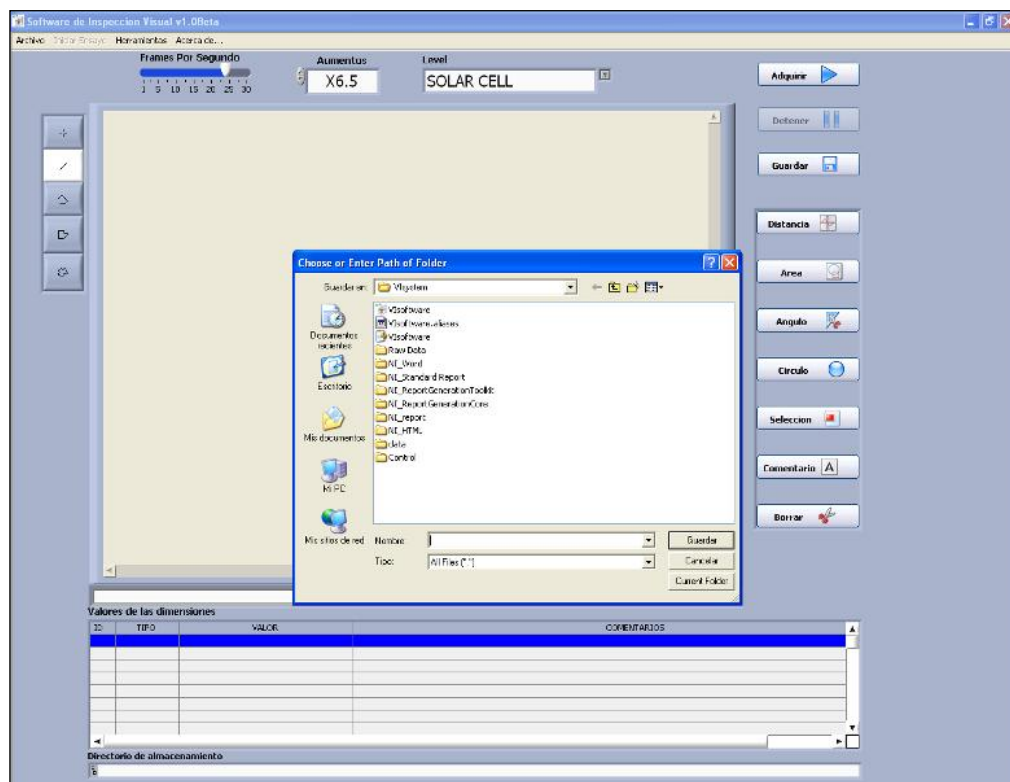 Software de Inspeccion Visual v1.0Beta
Archivo Iniciar Ensayo Herramientas Acerca de...
Frames Por Segundo
1 5 10 15 20 25 30
Aumentos
X6.5
Level
SOLAR CELL
Adquirir
Detener
Guardar
Distancia
Area
Angulo
Circulo
Seleccion
Comentario A
Borrar
Choose or Enter Path of Folder
Guardar en: VIsystem
Documentos recientes
Escritorio
Mis documentos
Mi PC
Mis sitios de red
VIsoftware
VIsoftware.aliases
VIsoftware
Raw Data
NI_Word
NI_Standard Report
NI_ReportGenerationToolkit
NI_ReportGenerationCore
NI_report
NI_HTML
data
Control
Nombre
Tipo: All Files (*.*)
Guardar
Cancelar
Current Folder
Valores de las dimensiones
ID TIPO VALOR COMENTARIOS
Directorio de almacenamiento